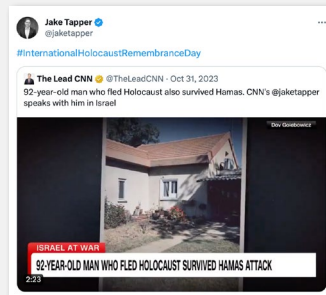 Jake Tapper
@jaketapper
#InternationalHolocaustRemembranceDay
The Lead CNN @TheLeadCNN · Oct 31, 2023
92-year-old man who fled Holocaust also survived Hamas. CNN's @jaketapper
speaks with him in Israel
Dov Golebowicz
ISRAEL AT WAR
92-YEAR-OLD MAN WHO FLED HOLOCAUST SURVIVED HAMAS ATTACK
2:23